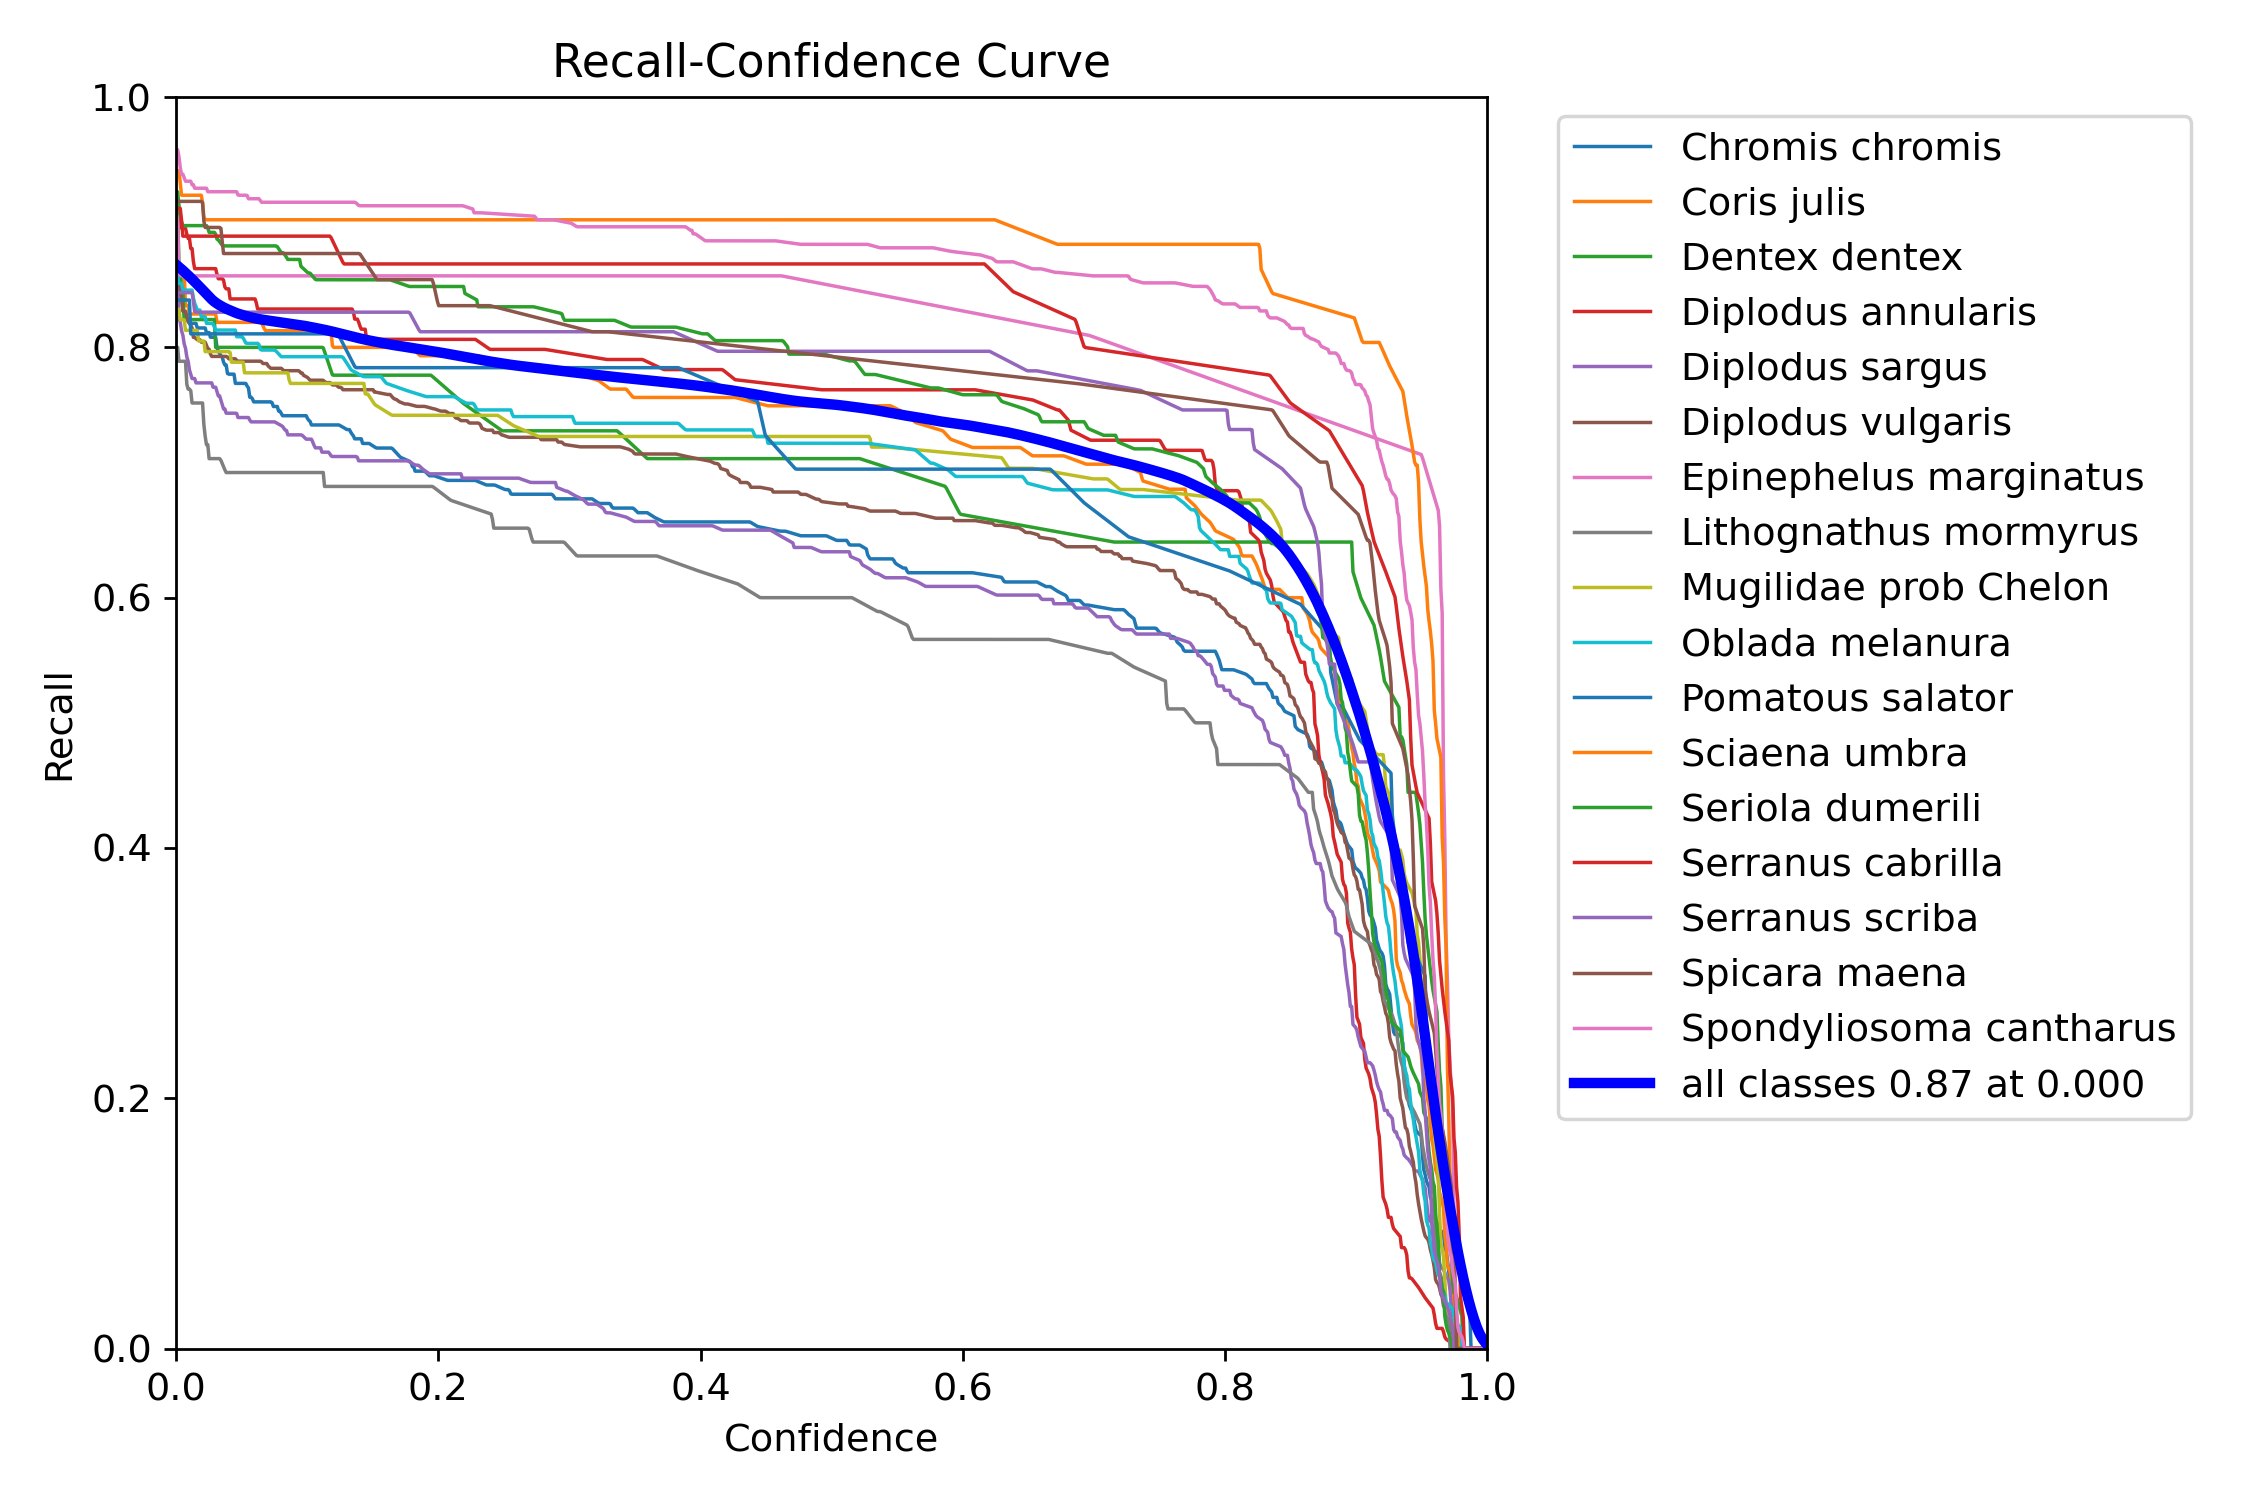 Recall-Confidence Curve
1.0
0.8
0.6
0.4
0.2
0.0
Recall
0.0 0.2 0.4 0.6 0.8 1.0
Confidence
Chromis chromis
Coris julis
Dentex dentex
Diplodus annularis
Diplodus sargus
Diplodus vulgaris
Epinephelus marginatus
Lithognathus mormyrus
Mugilidae prob Chelon
Oblada melanura
Pomatous salator
Sciaena umbra
Seriola dumerili
Serranus cabrilla
Serranus scriba
Spicara maena
Spondyliosoma cantharus
all classes 0.87 at 0.000